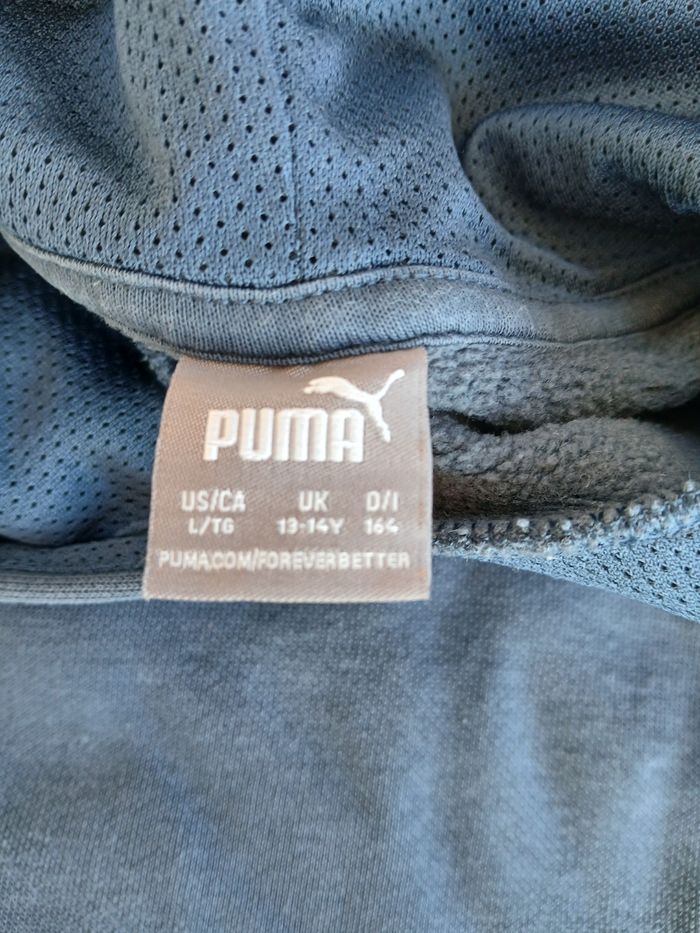 PUMA
US/CA UK D/I
L/TG 13-14Y 164
PUMA.COM/FOREVERBETTER